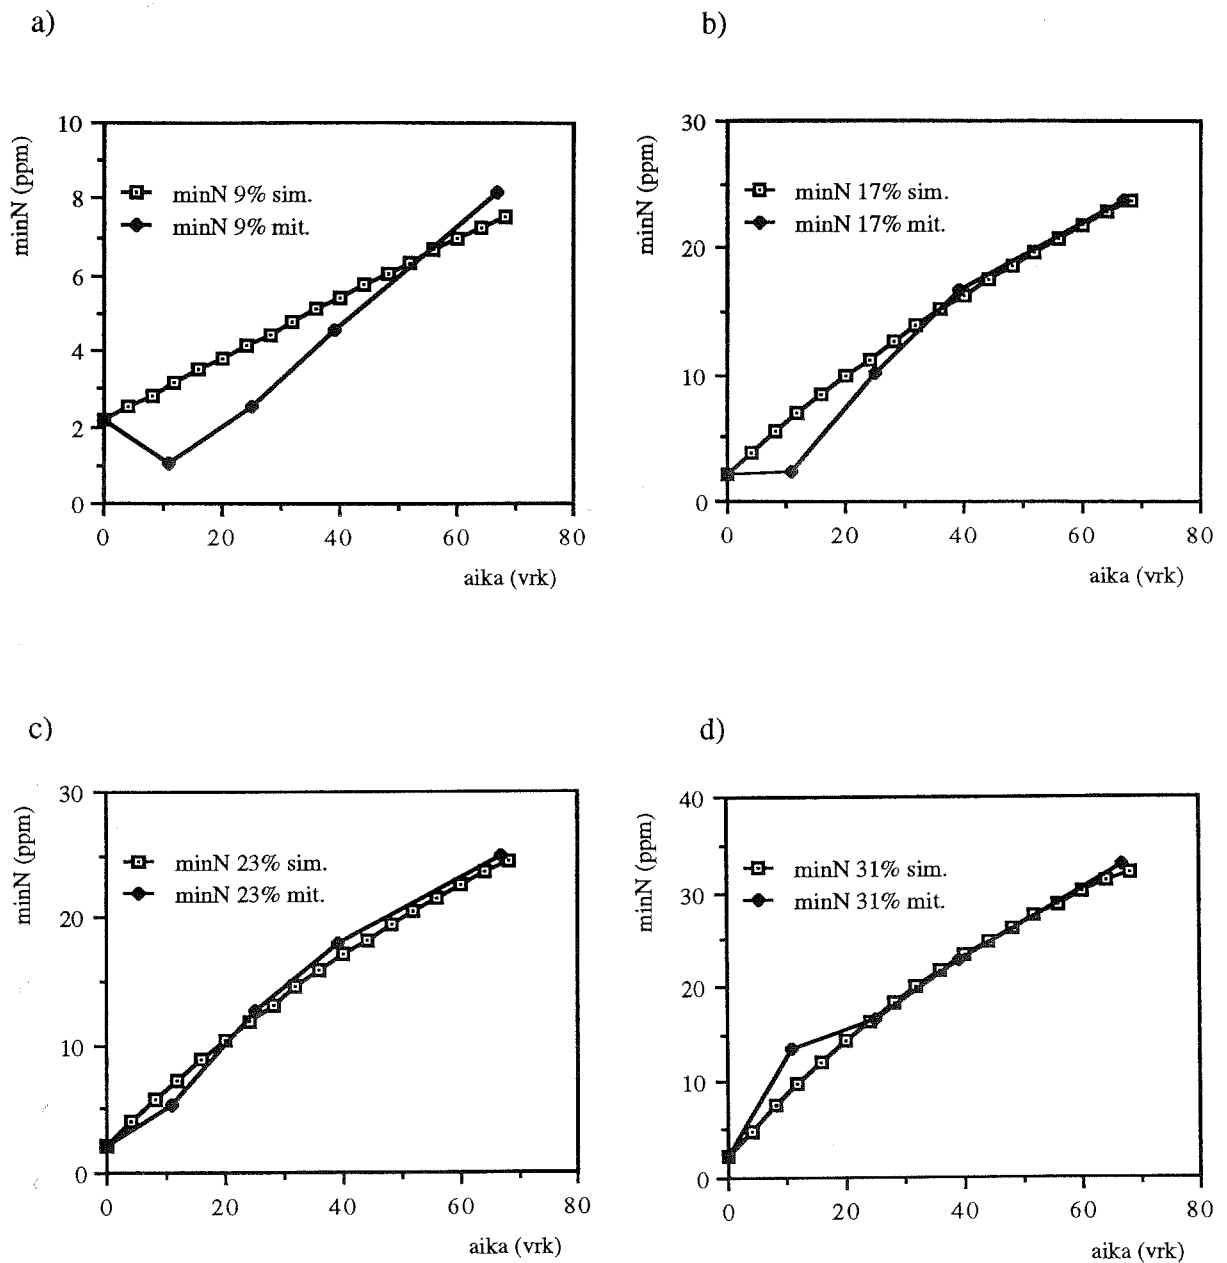 a)
minN (ppm)
10
8
6
4
2
0
minN 9% sim.
minN 9% mit.
0 20 40 60 80
aika (vrk)
b)
minN (ppm)
30
20
10
0
minN 17% sim.
minN 17% mit.
0 20 40 60 80
aika (vrk)
c)
minN (ppm)
30
20
10
0
minN 23% sim.
minN 23% mit.
0 20 40 60 80
aika (vrk)
d)
minN (ppm)
40
30
20
10
0
minN 31% sim.
minN 31% mit.
0 20 40 60 80
aika (vrk)